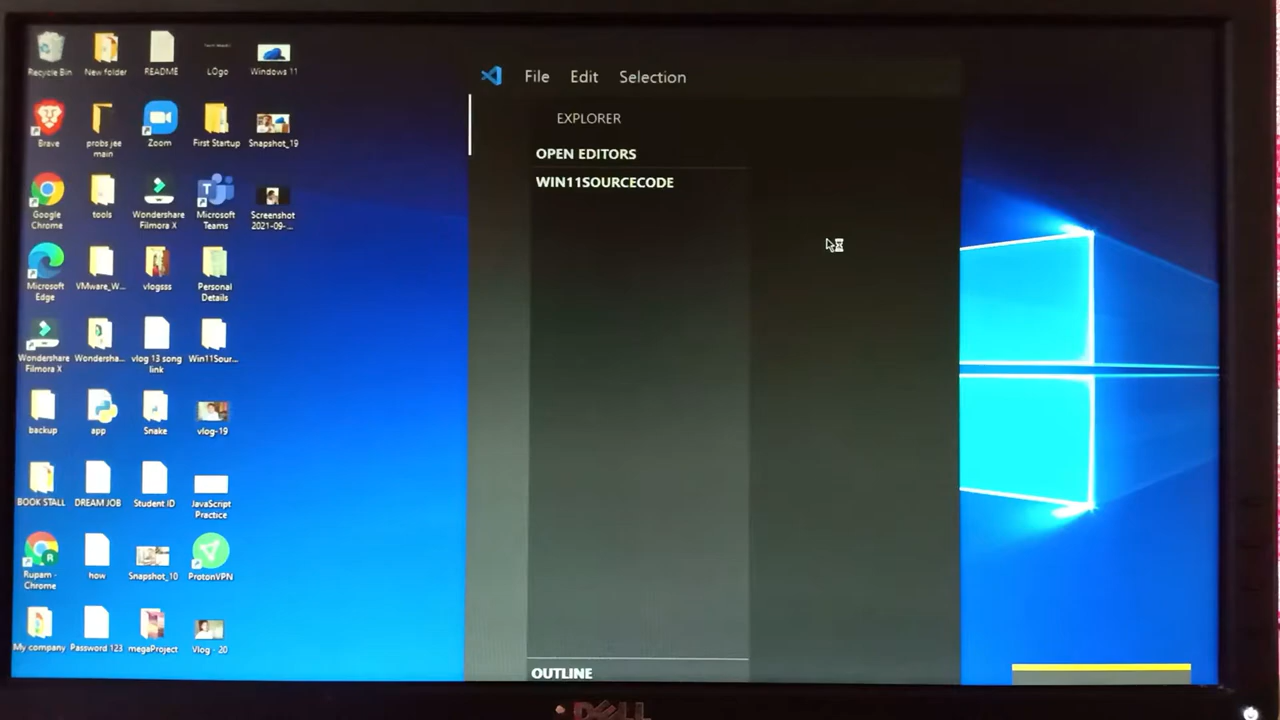 Recycle Bin
New folder
README
LOgo
Windows 11
Brave
probs jee
main
Zoom
First Startup
Snapshot_19
Google
Chrome
tools
Wondershare
Filmora X
Microsoft
Teams
Screenshot
2021-09-...
Microsoft
Edge
VMware_W...
vlogsss
Personal
Details
Wondershare
Filmora X
Wondersha...
vlog 13 song
link
Win11Sour...
backup
app
Snake
vlog-19
BOOK STALL
DREAM JOB
Student ID
JavaScript
Practice
Rupam -
Chrome
how
Snapshot_10
ProtonVPN
My company
Password 123
megaProject
Vlog - 20
File Edit Selection
EXPLORER
OPEN EDITORS
WIN11SOURCECODE
OUTLINE
DELL